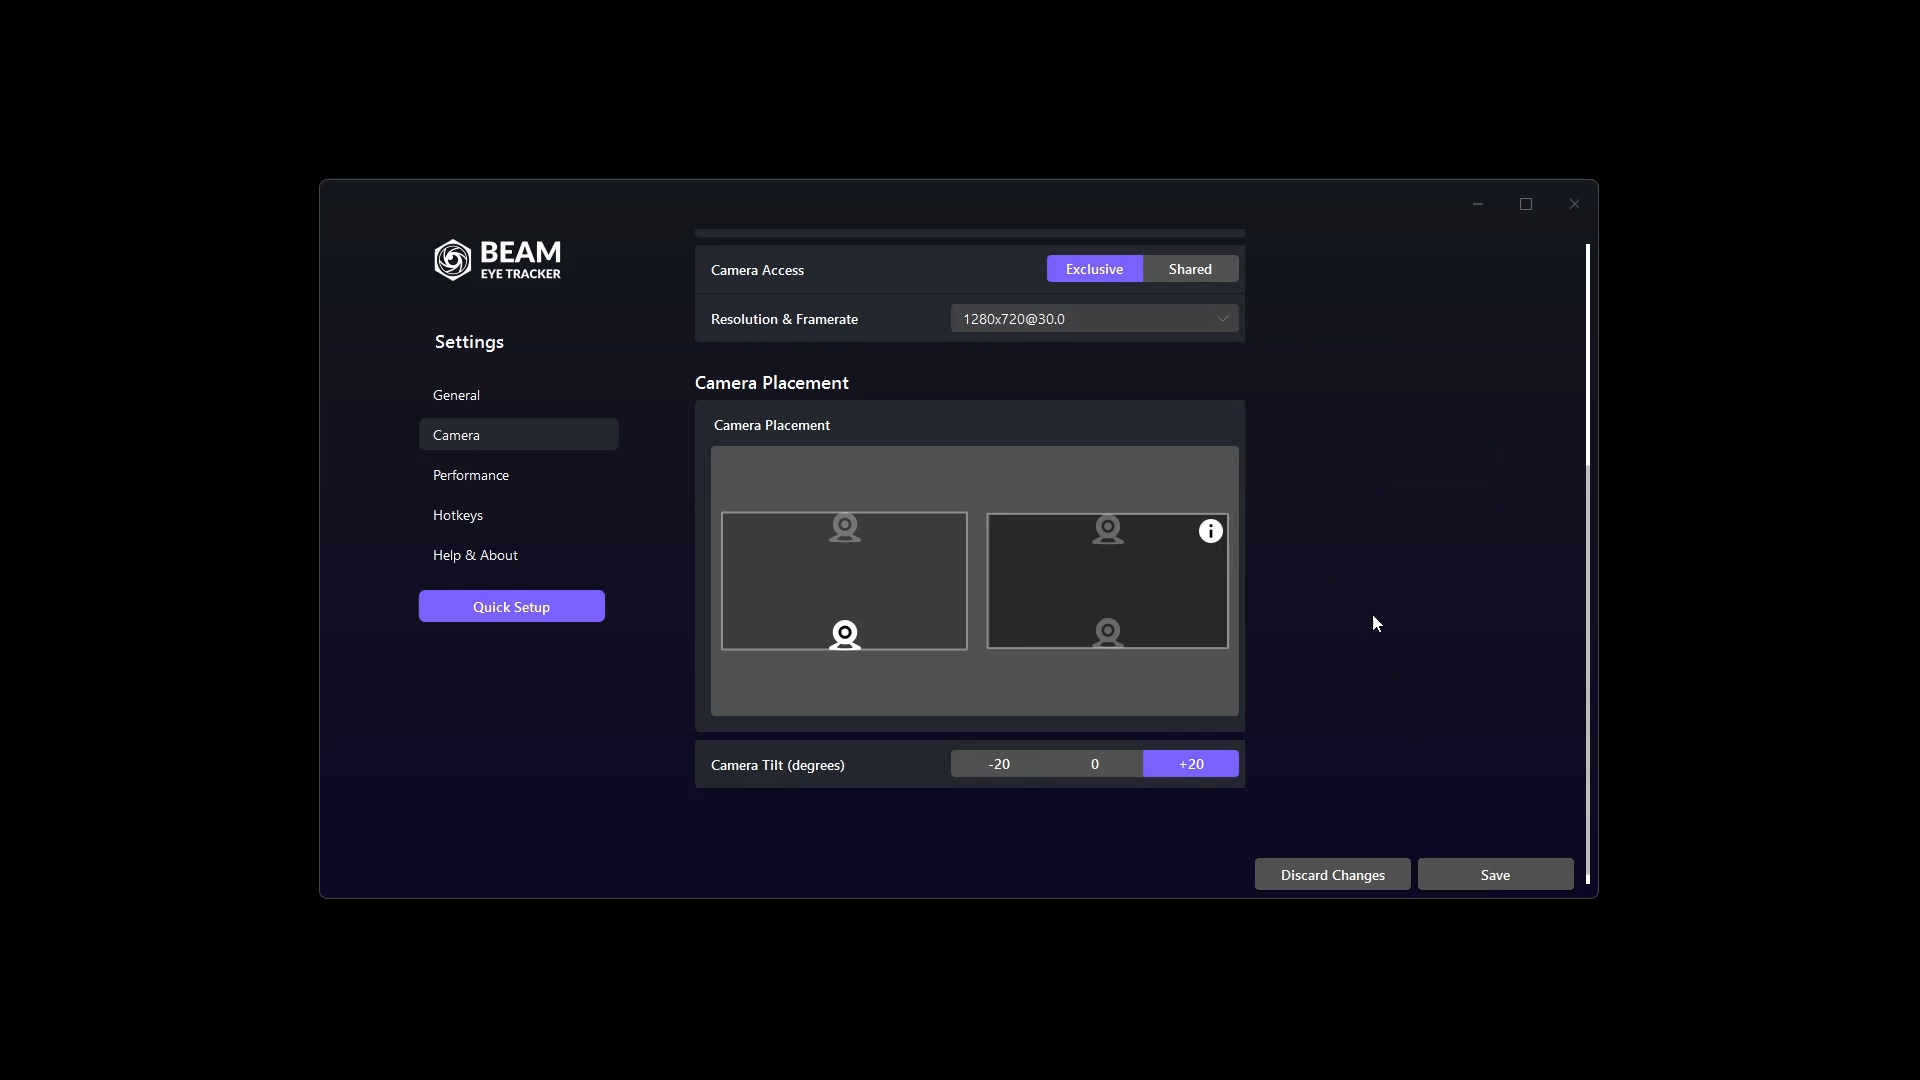 BEAM
EYE TRACKER
Settings
General
Camera
Performance
Hotkeys
Help & About
Quick Setup
Camera Access
Exclusive
Shared
Resolution & Framerate
1280x720@30.0
Camera Placement
Camera Placement
i
Camera Tilt (degrees)
-20
0
+20
Discard Changes
Save